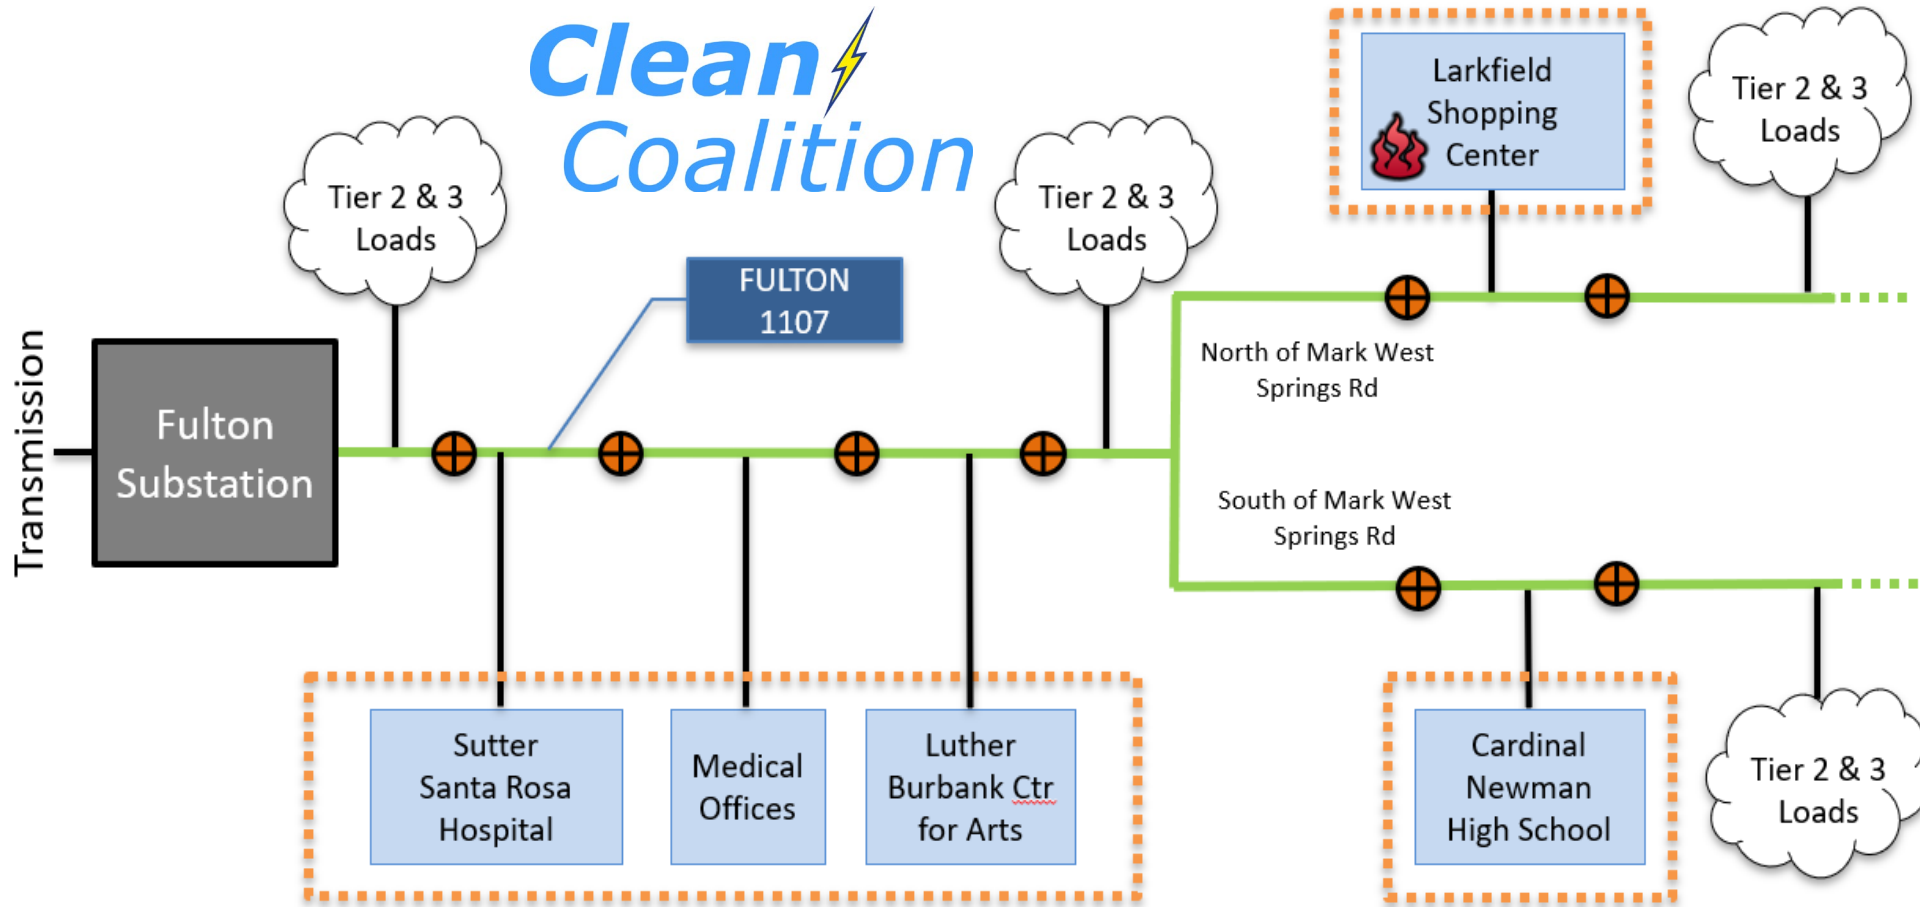 Clean
Coalition
Larkfield
Shopping
Center
Tier 2 & 3
Loads
Tier 2 & 3
Loads
Tier 2 & 3
Loads
FULTON
1107
Transmission
Fulton
Substation
North of Mark West
Springs Rd
South of Mark West
Springs Rd
Sutter
Santa Rosa
Hospital
Medical
Offices
Luther
Burbank Ctr
for Arts
Cardinal
Newman
High School
Tier 2 & 3
Loads